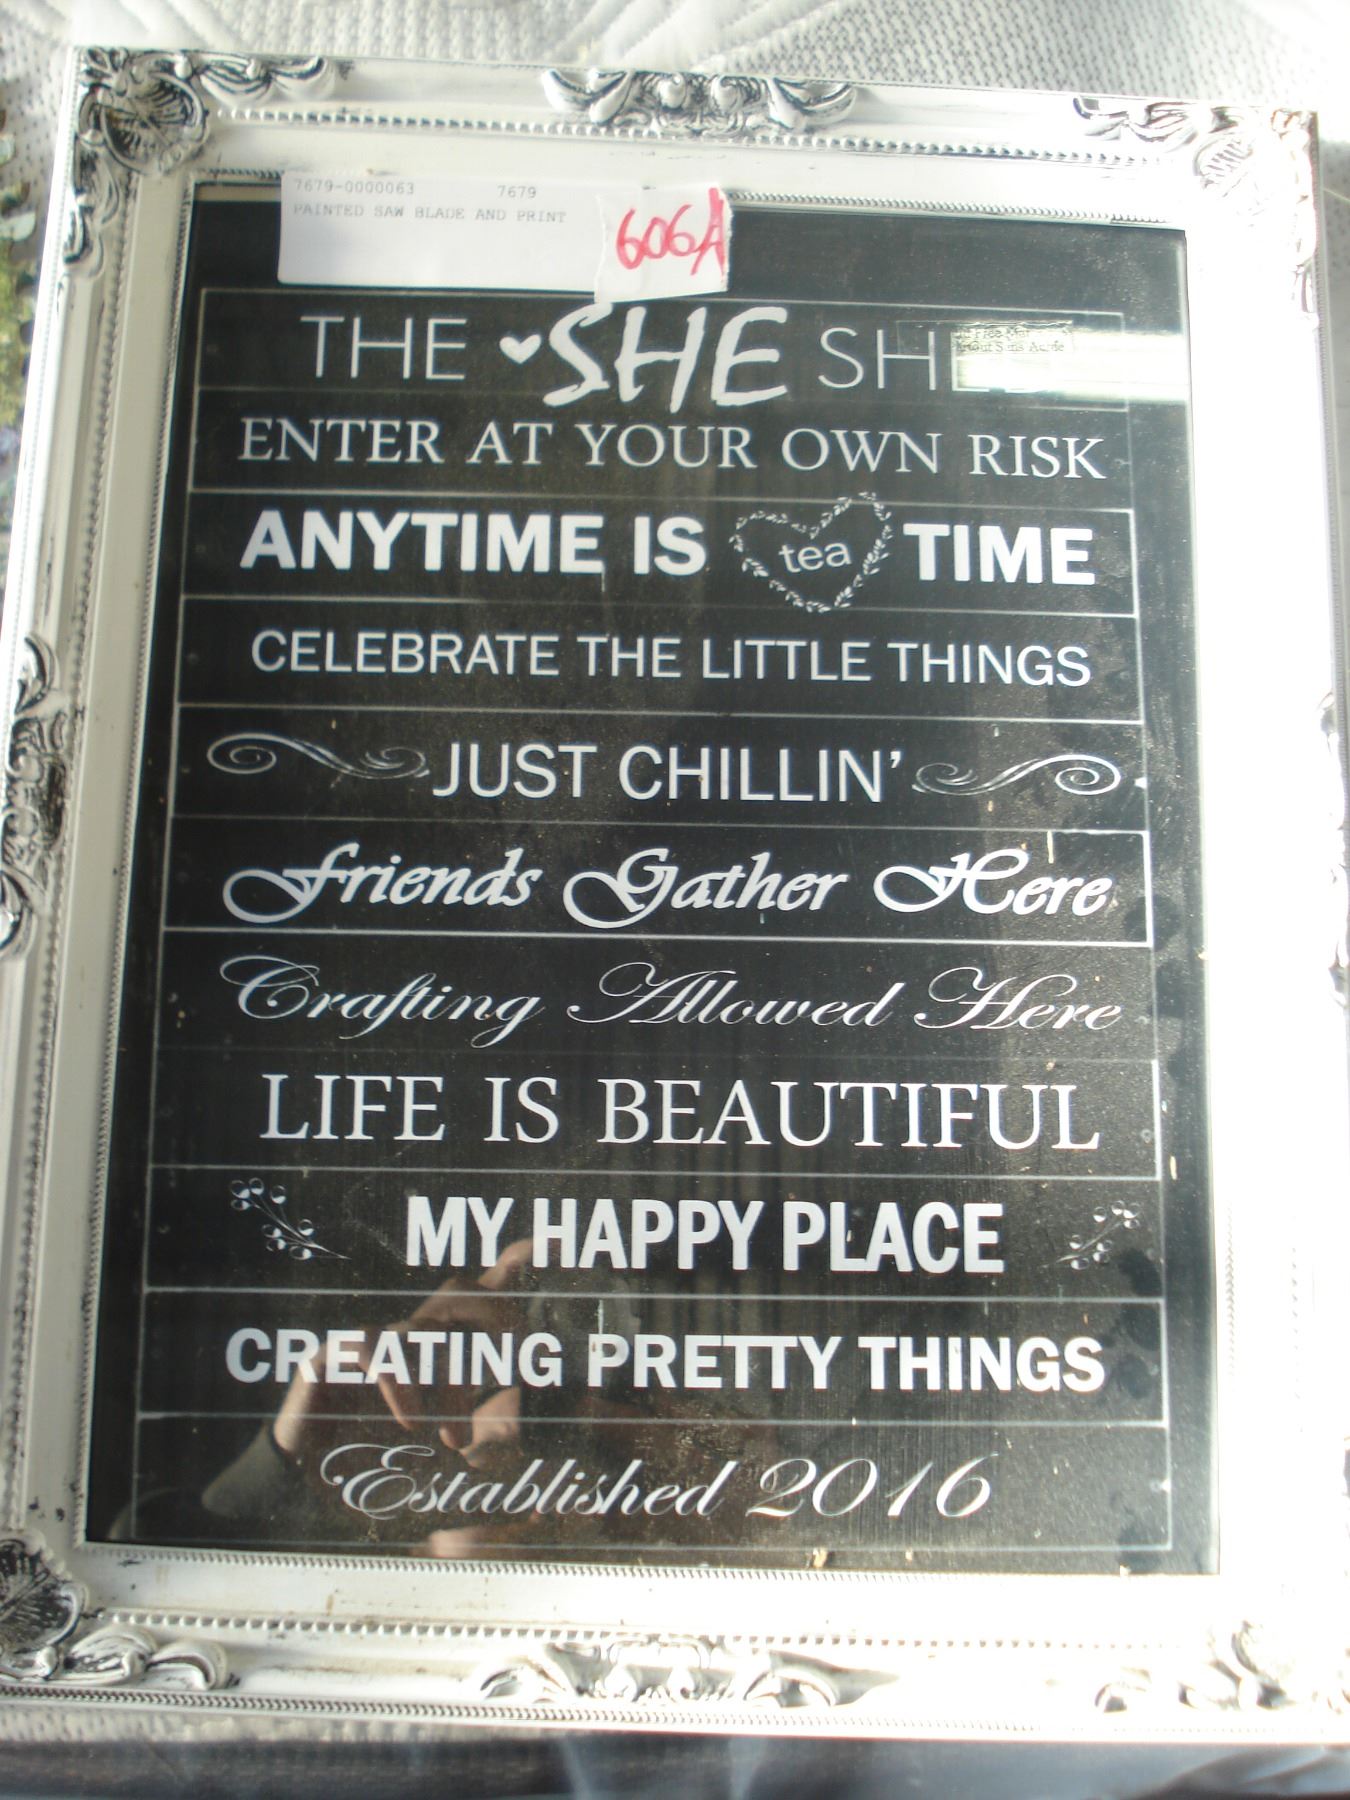 7679-0000063 7679
PAINTED SAW BLADE AND PRINT
606A
THE SHE SH
ENTER AT YOUR OWN RISK
ANYTIME IS tea TIME
CELEBRATE THE LITTLE THINGS
JUST CHILLIN'
Friends Gather Here
Crafting Allowed Here
LIFE IS BEAUTIFUL
MY HAPPY PLACE
CREATING PRETTY THINGS
Established 2016